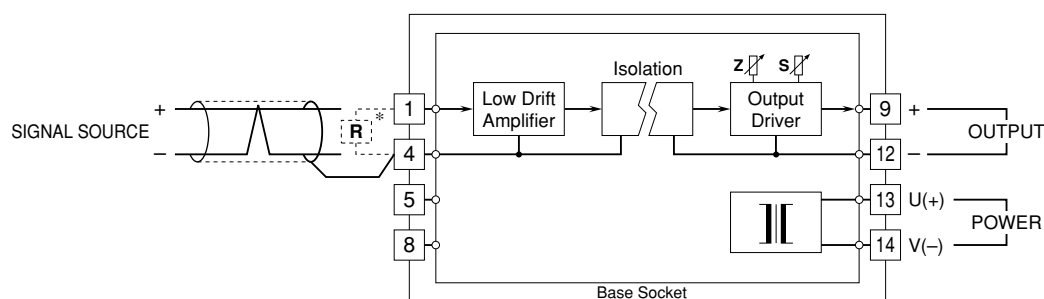 Isolation
Z
S
Low Drift
Amplifier
Output
Driver
SIGNAL SOURCE
+
–
R
*
1
4
5
8
9
12
13
14
+
–
U(+)
V(–)
OUTPUT
POWER
Base Socket